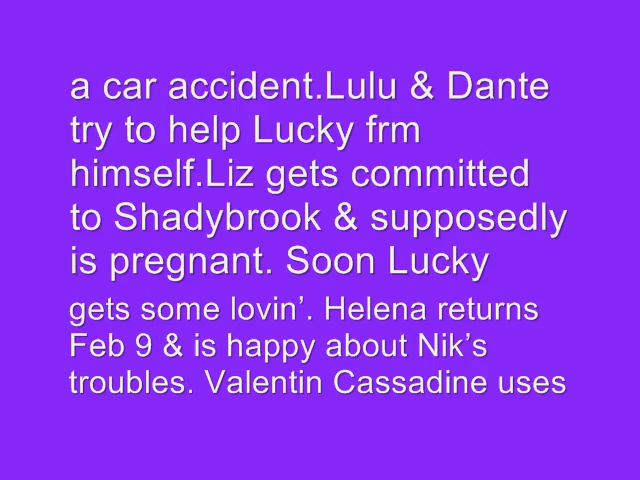 a car accident.Lulu & Dante
try to help Lucky frm
himself.Liz gets committed
to Shadybrook & supposedly
is pregnant. Soon Lucky
gets some lovin’. Helena returns
Feb 9 & is happy about Nik’s
troubles. Valentin Cassadine uses